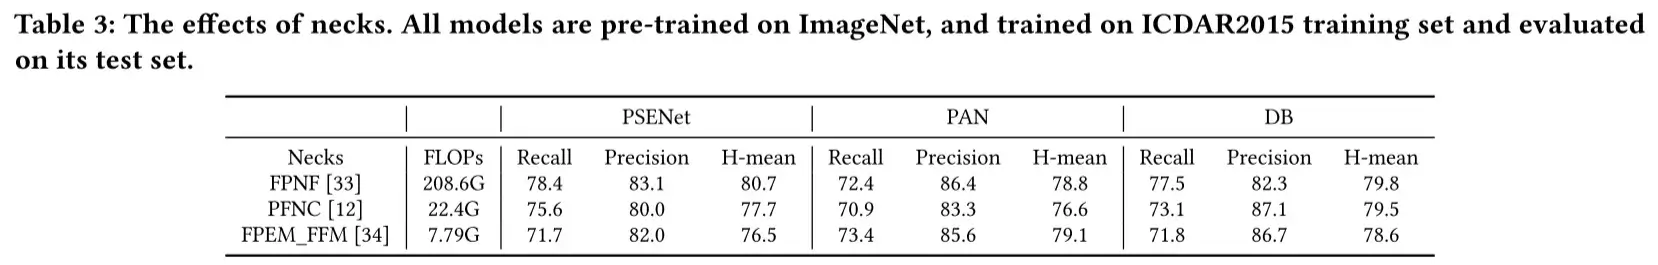 Table 3: The effects of necks. All models are pre-trained on ImageNet, and trained on ICDAR2015 training set and evaluated
on its test set.
PSENet PAN DB
Necks FLOPs Recall Precision H-mean Recall Precision H-mean Recall Precision H-mean
FPNF [33] 208.6G 78.4 83.1 80.7 72.4 86.4 78.8 77.5 82.3 79.8
PFNC [12] 22.4G 75.6 80.0 77.7 70.9 83.3 76.6 73.1 87.1 79.5
FPEM_FFM [34] 7.79G 71.7 82.0 76.5 73.4 85.6 79.1 71.8 86.7 78.6